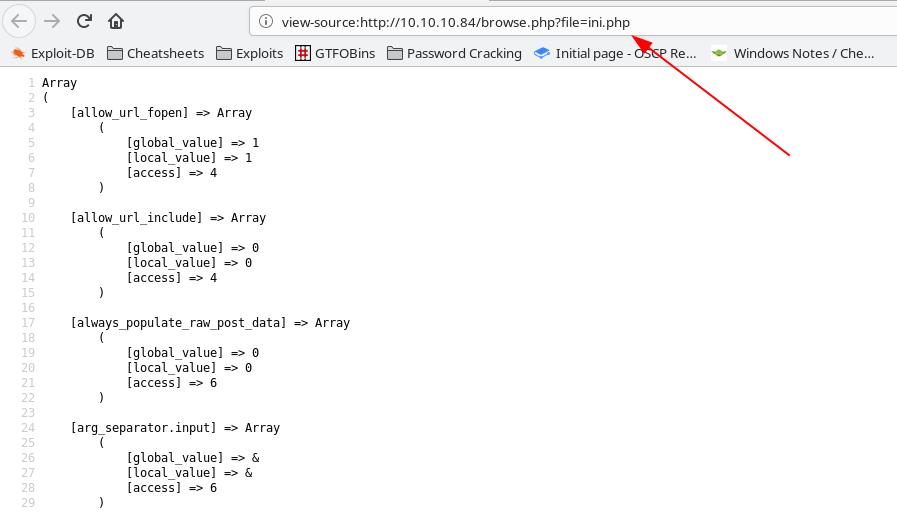 view-source:http://10.10.10.84/browse.php?file=ini.php
Exploit-DB Cheatsheets Exploits GTFOBins Password Cracking Initial page - OSCP Re... Windows Notes / Che...
1 Array
2 (
3     [allow_url_fopen] => Array
4         (
5             [global_value] => 1
6             [local_value] => 1
7             [access] => 4
8         )
9
10     [allow_url_include] => Array
11         (
12             [global_value] => 0
13             [local_value] => 0
14             [access] => 4
15         )
16
17     [always_populate_raw_post_data] => Array
18         (
19             [global_value] => 0
20             [local_value] => 0
21             [access] => 6
22         )
23
24     [arg_separator.input] => Array
25         (
26             [global_value] => &
27             [local_value] => &
28             [access] => 6
29         )